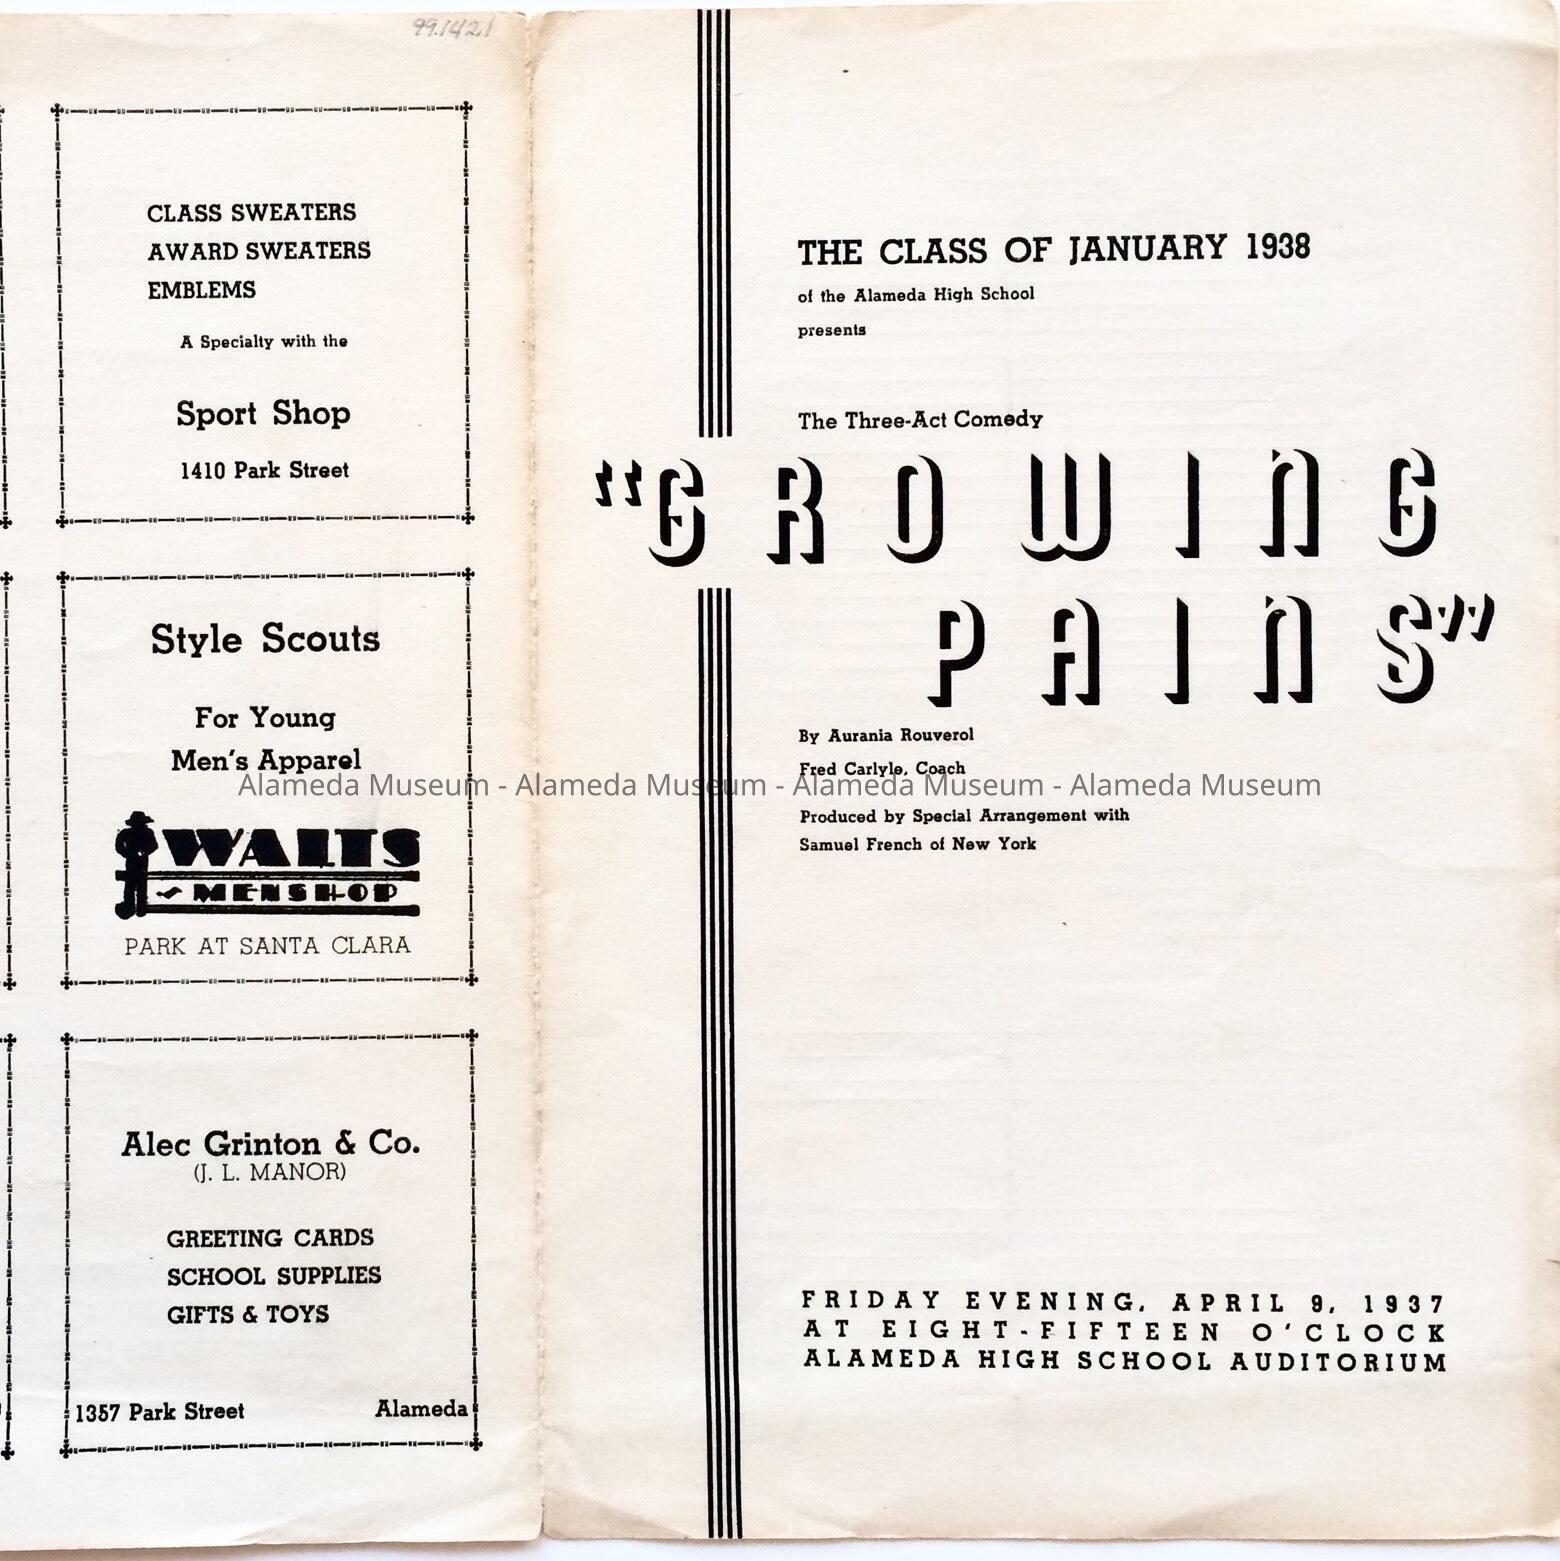 99.1421
CLASS SWEATERS
AWARD SWEATERS
EMBLEMS
A Specialty with the
Sport Shop
1410 Park Street
Style Scouts
For Young
Men's Apparel
WALTS
MENSHOP
PARK AT SANTA CLARA
Alec Grinton & Co.
(J. L. MANOR)
GREETING CARDS
SCHOOL SUPPLIES
GIFTS & TOYS
1357 Park Street Alameda
THE CLASS OF JANUARY 1938
of the Alameda High School
presents
The Three-Act Comedy
"GROWING
PAINS"
By Aurania Rouverol
Fred Carlyle, Coach
Produced by Special Arrangement with
Samuel French of New York
FRIDAY EVENING, APRIL 9, 1937
AT EIGHT-FIFTEEN O'CLOCK
ALAMEDA HIGH SCHOOL AUDITORIUM
Alameda Museum - Alameda Museum - Alameda Museum - Alameda Museum